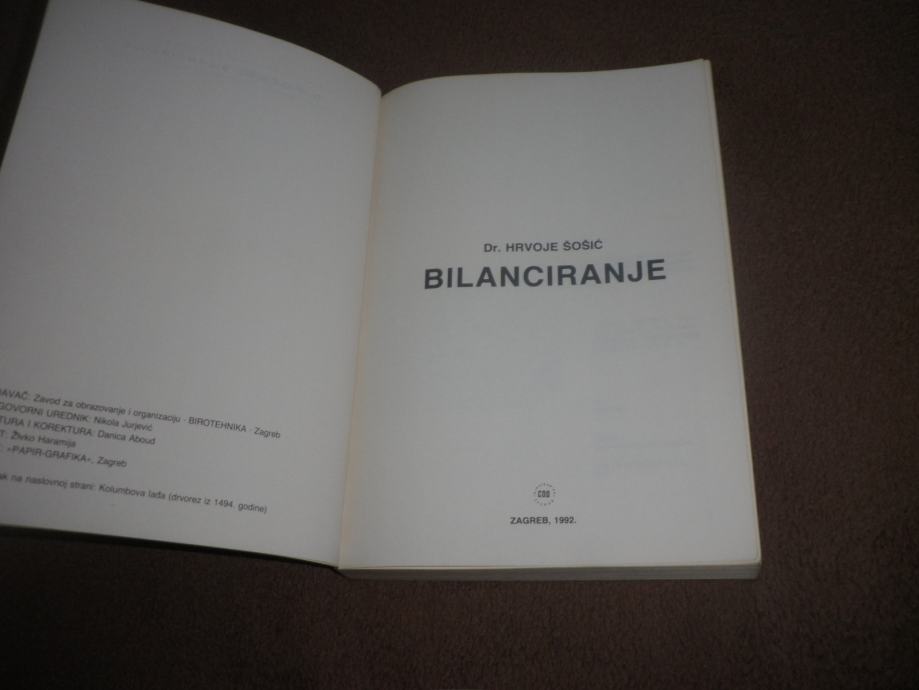 DAVAČ: Zavod za obrazovanje i organizaciju - BIROTEHNIKA - Zagreb
GOVORNI UREDNIK: Nikola Jurjević
TURA I KOREKTURA: Danica Aboud
T: Živko Haramija
: »PAPIR-GRAFIKA«, Zagreb
ak na naslovnoj strani: Kolumbova lađa (drvorez iz 1494. godine)
Dr. HRVOJE ŠOŠIĆ
BILANCIRANJE
ZAGREB, 1992.